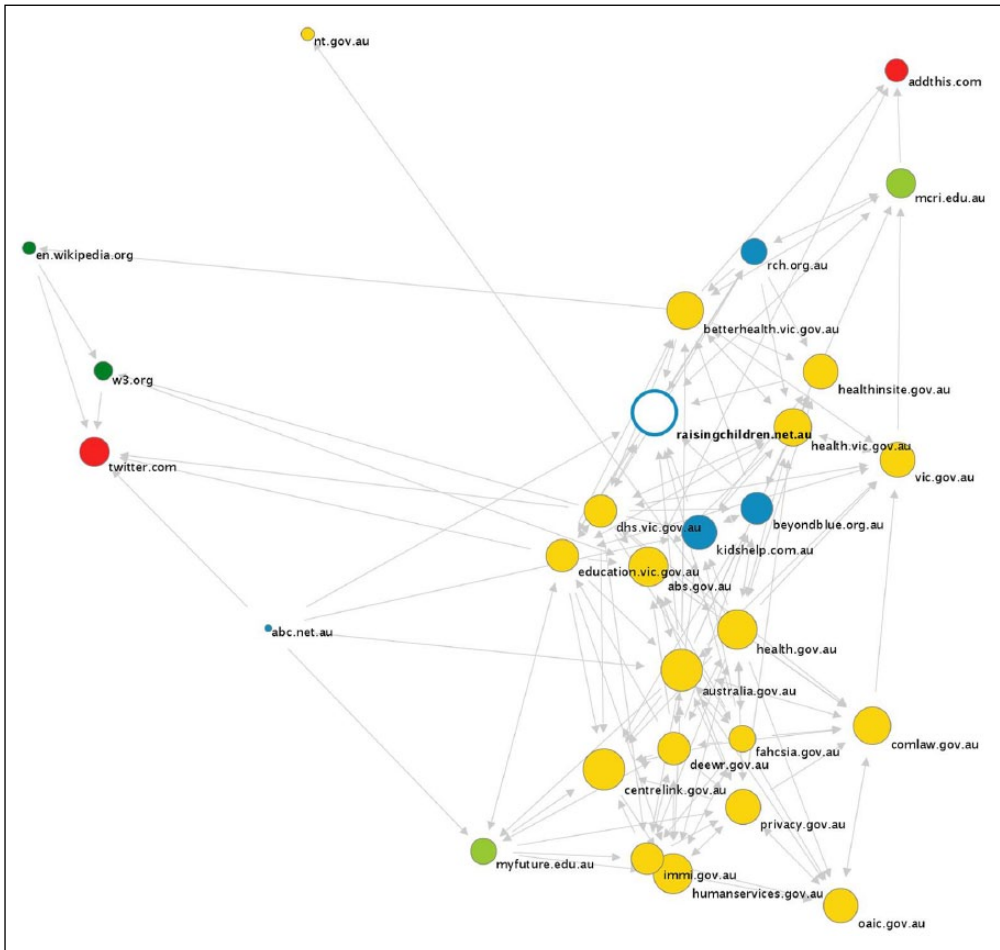 nt.gov.au
addthis.com
mcri.edu.au
en.wikipedia.org
rch.org.au
betterhealth.vic.gov.au
w3.org
healthinsite.gov.au
raisingchildren.net.au
health.vic.gov.au
twitter.com
vic.gov.au
dhs.vic.gov.au
beyondblue.org.au
kidshelp.com.au
education.vic.gov.au
abs.gov.au
abc.net.au
health.gov.au
australia.gov.au
comlaw.gov.au
fahcsia.gov.au
deewr.gov.au
centrelink.gov.au
privacy.gov.au
myfuture.edu.au
immi.gov.au
humanservices.gov.au
oaic.gov.au